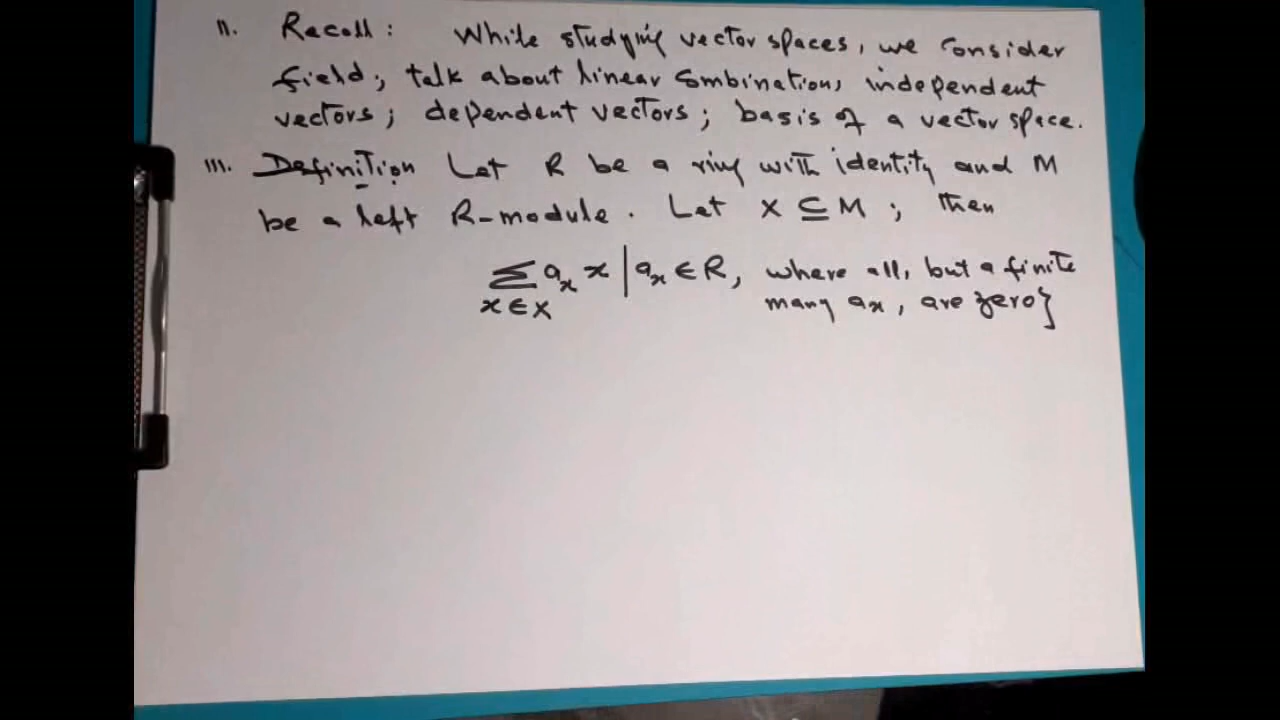 II. Recall: While studying vector spaces, we consider
field; talk about linear combination, independent
vectors; dependent vectors; basis of a vector space.
III. Definition Let R be a ring with identity and M
be a left R-module. Let X ⊆ M; then
∑ aₓ x | aₓ ∈ R, where all, but a finite
x∈X many aₓ, are zero}